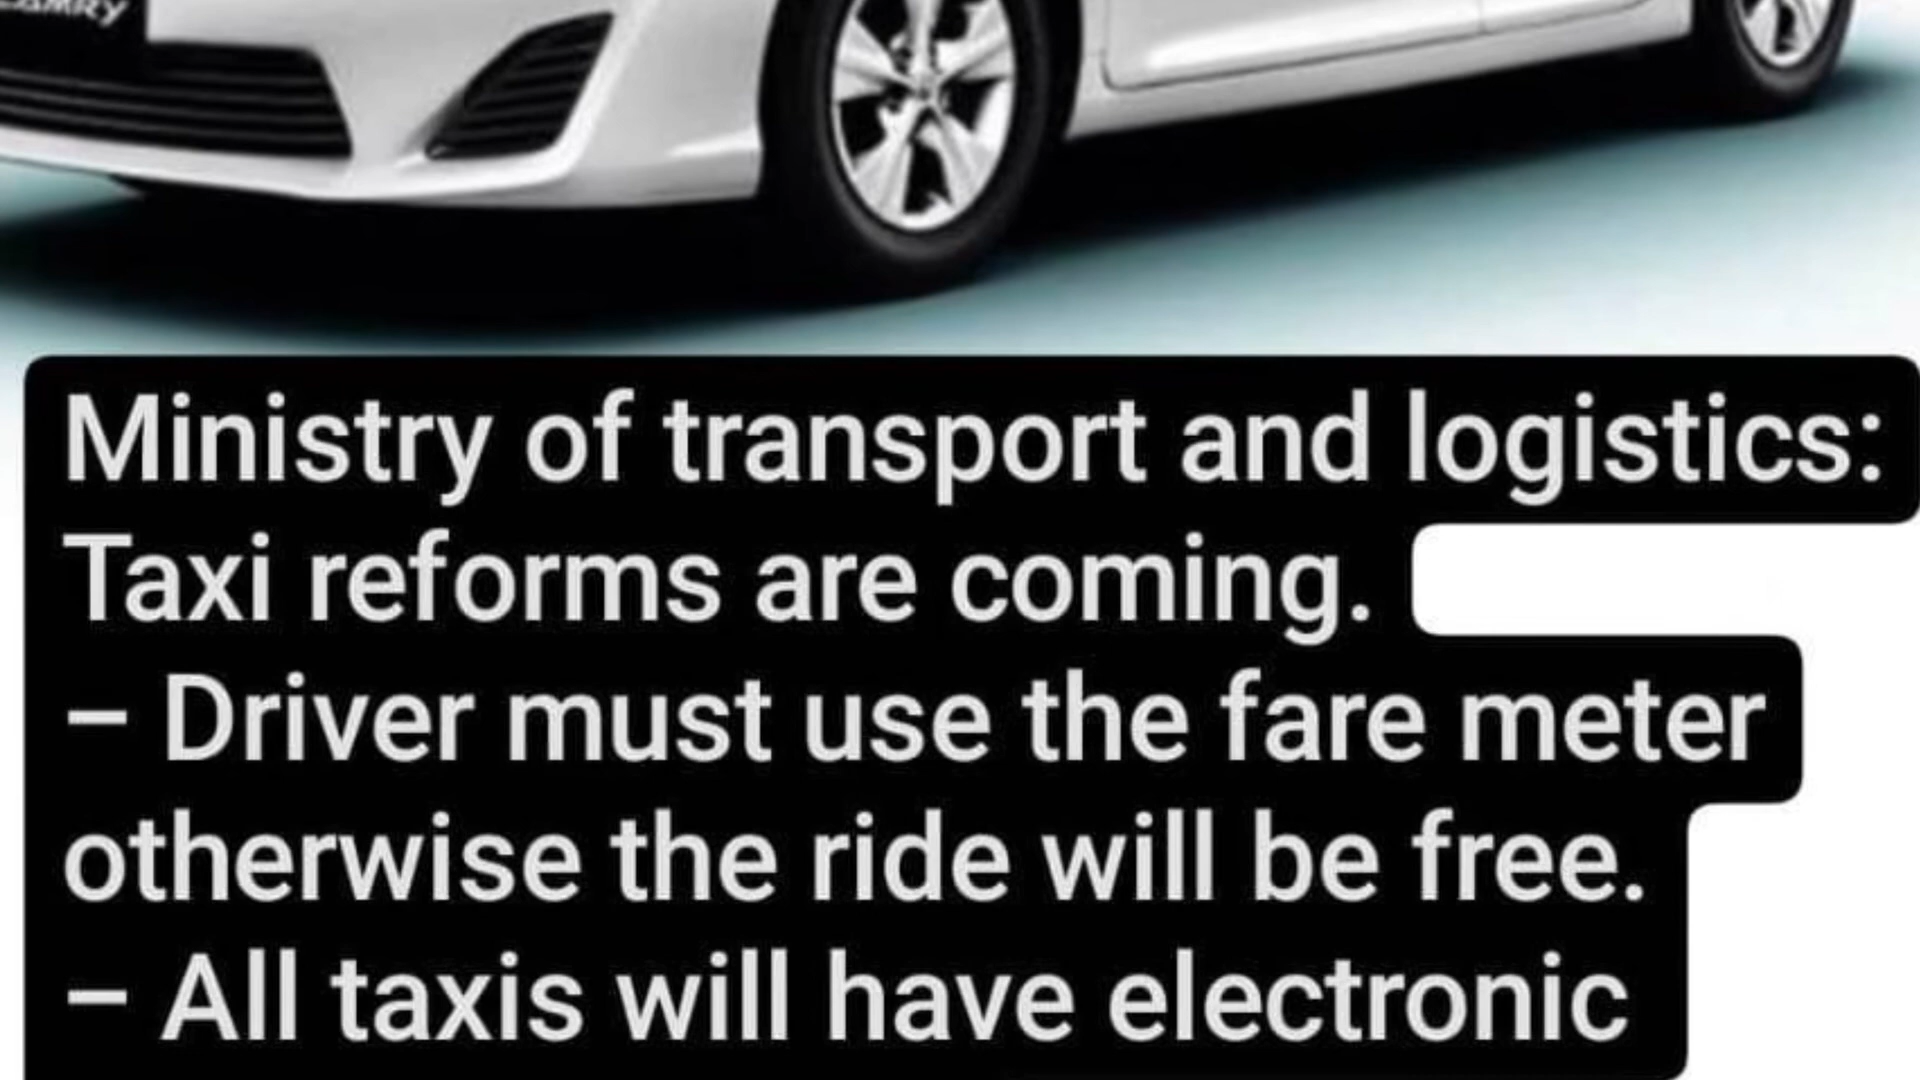 CAMRY
Ministry of transport and logistics:
Taxi reforms are coming.
– Driver must use the fare meter
otherwise the ride will be free.
– All taxis will have electronic